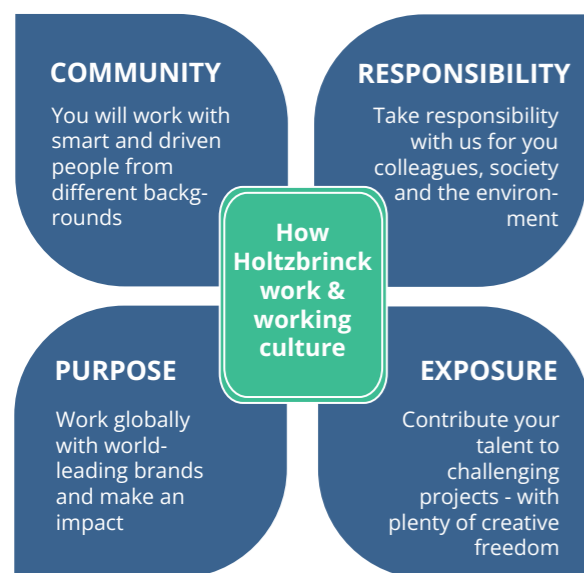 COMMUNITY
You will work with
smart and driven
people from
different backg-
rounds
RESPONSIBILITY
Take responsibility
with us for you
colleagues, society
and the environ-
ment
How
Holtzbrinck
work &
working
culture
PURPOSE
Work globally
with world-
leading brands
and make an
impact
EXPOSURE
Contribute your
talent to
challenging
projects - with
plenty of creative
freedom